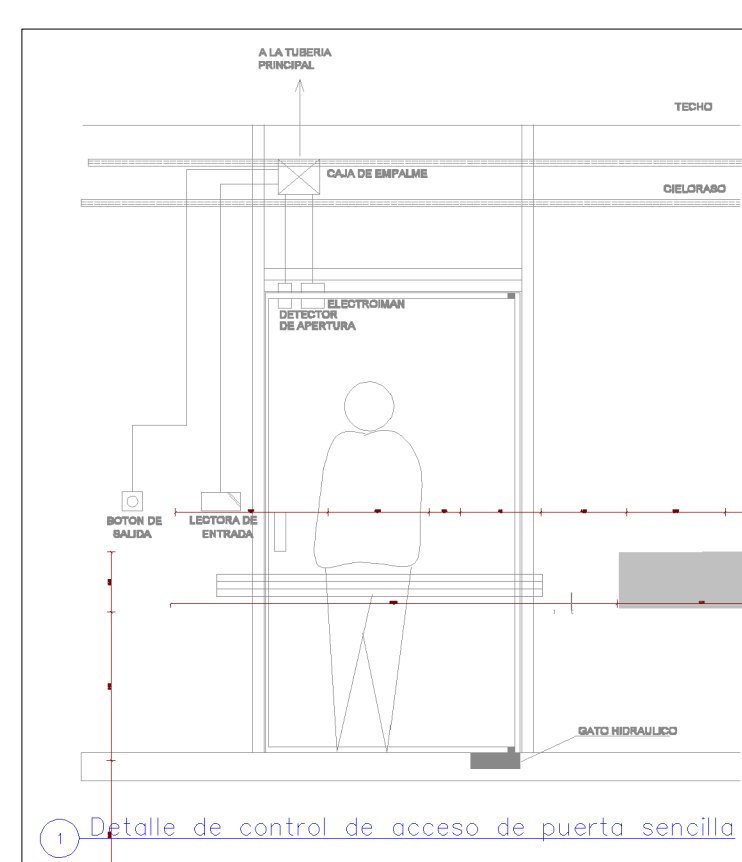 A LA TUBERIA
PRINCIPAL
TECHO
CAJA DE EMPALME
CIELORASO
ELECTROIMAN
DETECTOR
DE APERTURA
BOTON DE
SALIDA
LECTORA DE
ENTRADA
GATO HIDRAULICO
1 Detalle de control de acceso de puerta sencilla